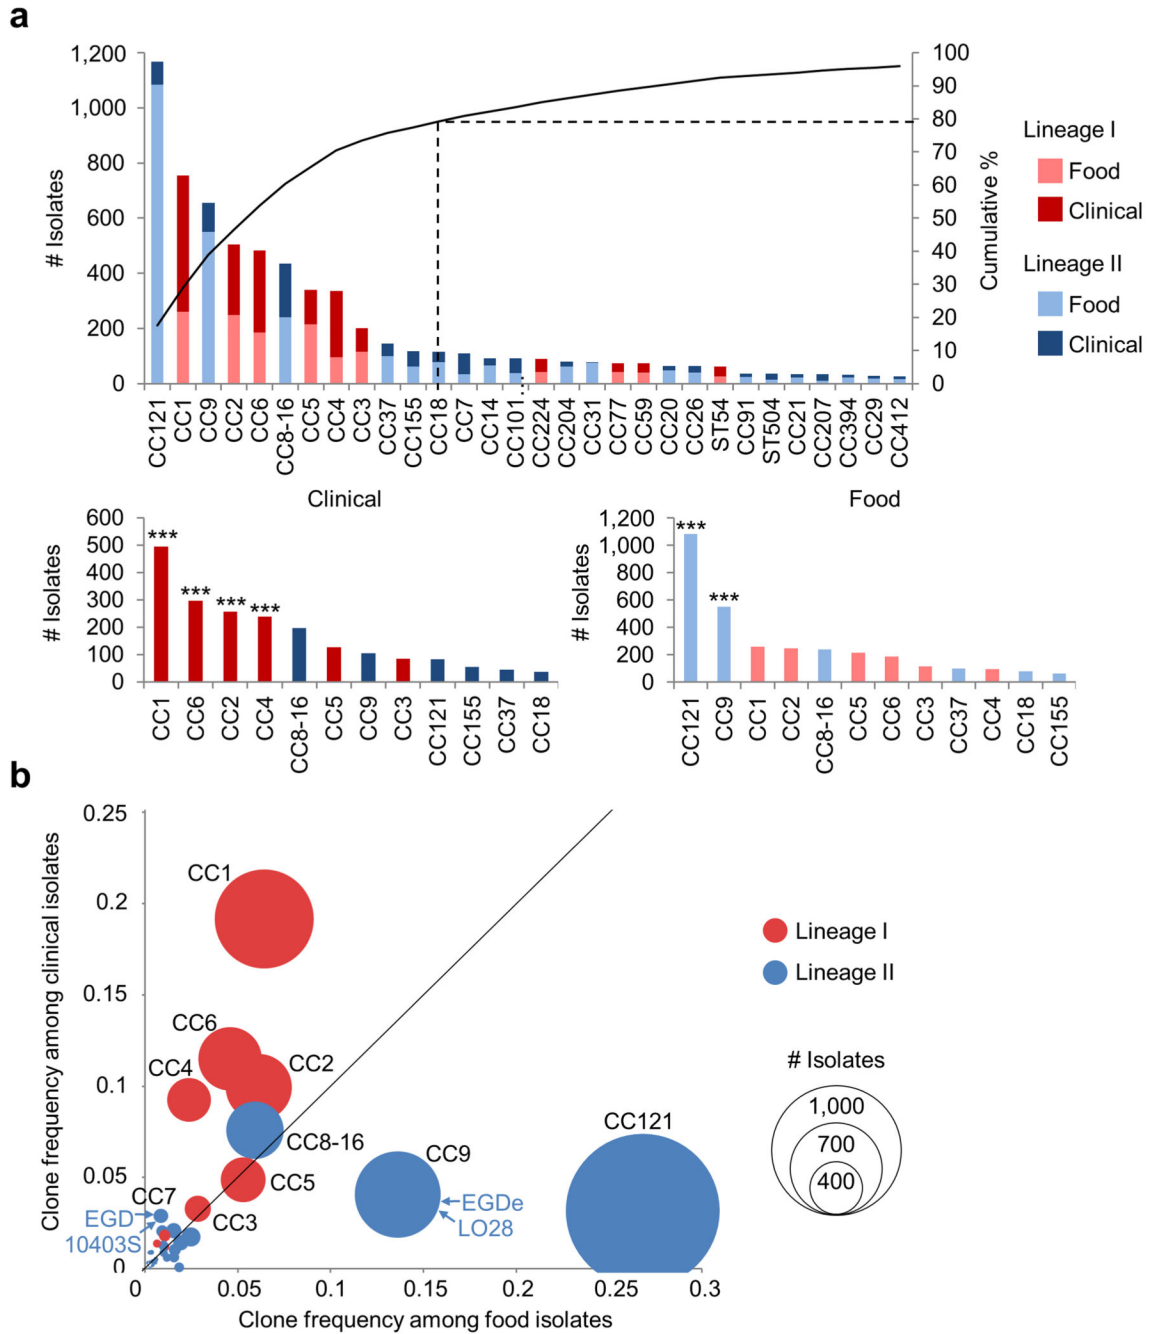 a
1,200
1,000
800
600
400
200
0
# Isolates
100
90
80
70
60
50
40
30
20
10
0
Cumulative %
Lineage I
Food
Clinical
Lineage II
Food
Clinical
CC121
CC1
CC9
CC2
CC6
CC8-16
CC5
CC4
CC3
CC37
CC155
CC18
CC7
CC14
CC101
CC224
CC204
CC31
CC77
CC59
CC20
CC26
ST54
CC91
ST504
CC21
CC207
CC394
CC29
CC412
Clinical
600
500
400
300
200
100
0
# Isolates
***
***
***
***
CC1
CC6
CC2
CC4
CC8-16
CC5
CC9
CC3
CC121
CC155
CC37
CC18
Food
1,200
1,000
800
600
400
200
0
# Isolates
***
***
CC121
CC9
CC1
CC2
CC8-16
CC5
CC6
CC3
CC37
CC4
CC18
CC155
b
0.25
0.2
0.15
0.1
0.05
0
Clone frequency among clinical isolates
CC1
CC6
CC4
CC2
CC8-16
CC121
CC9
CC5
CC7
CC3
EGDe
LO28
EGD
10403S
0
0.05
0.1
0.15
0.2
0.25
0.3
Clone frequency among food isolates
Lineage I
Lineage II
# Isolates
1,000
700
400